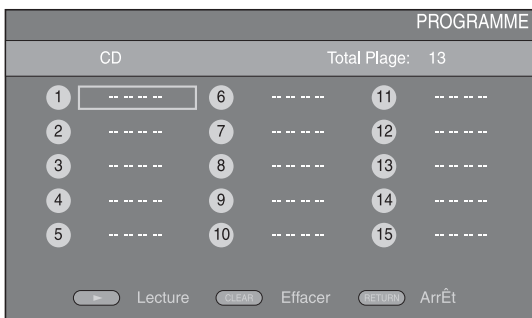 PROGRAMME
CD Total Plage: 13
1 -- -- -- -- 6 -- -- -- -- 11 -- -- -- --
2 -- -- -- -- 7 -- -- -- -- 12 -- -- -- --
3 -- -- -- -- 8 -- -- -- -- 13 -- -- -- --
4 -- -- -- -- 9 -- -- -- -- 14 -- -- -- --
5 -- -- -- -- 10 -- -- -- -- 15 -- -- -- --
Lecture CLEAR Effacer RETURN ArrÊt